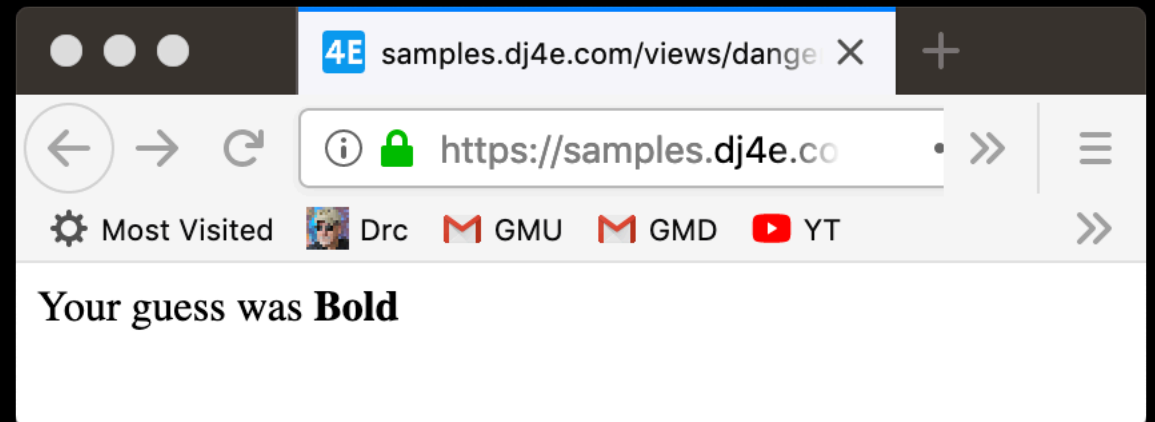 4E samples.dj4e.com/views/dange
https://samples.dj4e.co
Most Visited Drc GMU GMD YT
Your guess was Bold